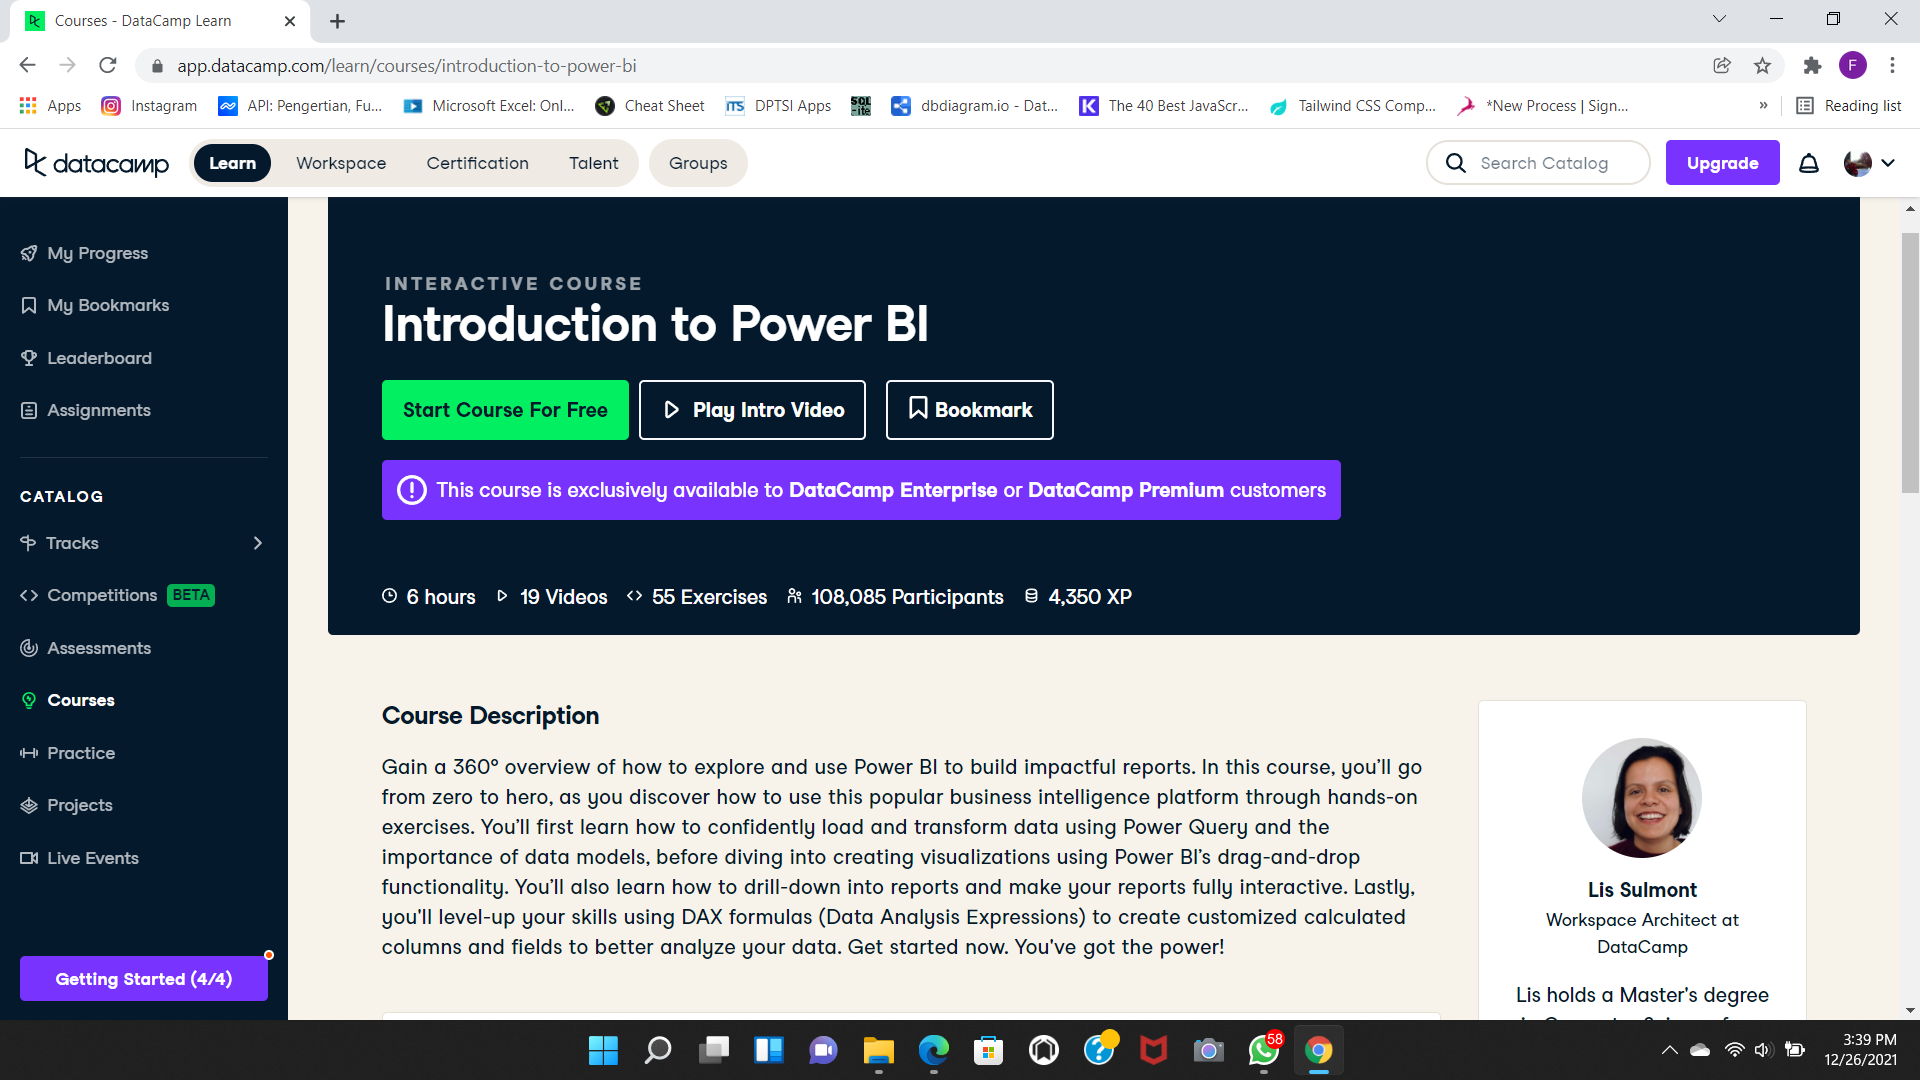 Courses - DataCamp Learn
app.datacamp.com/learn/courses/introduction-to-power-bi
F
Apps
Instagram
API: Pengertian, Fu...
Microsoft Excel: Onl...
Cheat Sheet
ITS
DPTSI Apps
dbdiagram.io - Dat...
K
The 40 Best JavaScr...
Tailwind CSS Comp...
*New Process | Sign...
»
Reading list
datacamp
Learn
Workspace
Certification
Talent
Groups
Search Catalog
Upgrade
My Progress
My Bookmarks
Leaderboard
Assignments
CATALOG
Tracks
Competitions BETA
Assessments
Courses
Practice
Projects
Live Events
Getting Started (4/4)
INTERACTIVE COURSE
Introduction to Power BI
Start Course For Free
Play Intro Video
Bookmark
This course is exclusively available to DataCamp Enterprise or DataCamp Premium customers
6 hours
19 Videos
55 Exercises
108,085 Participants
4,350 XP
Course Description
Gain a 360° overview of how to explore and use Power BI to build impactful reports. In this course, you’ll go
from zero to hero, as you discover how to use this popular business intelligence platform through hands-on
exercises. You’ll first learn how to confidently load and transform data using Power Query and the
importance of data models, before diving into creating visualizations using Power BI’s drag-and-drop
functionality. You’ll also learn how to drill-down into reports and make your reports fully interactive. Lastly,
you'll level-up your skills using DAX formulas (Data Analysis Expressions) to create customized calculated
columns and fields to better analyze your data. Get started now. You've got the power!
Lis Sulmont
Workspace Architect at
DataCamp
Lis holds a Master's degree
58
3:39 PM
12/26/2021